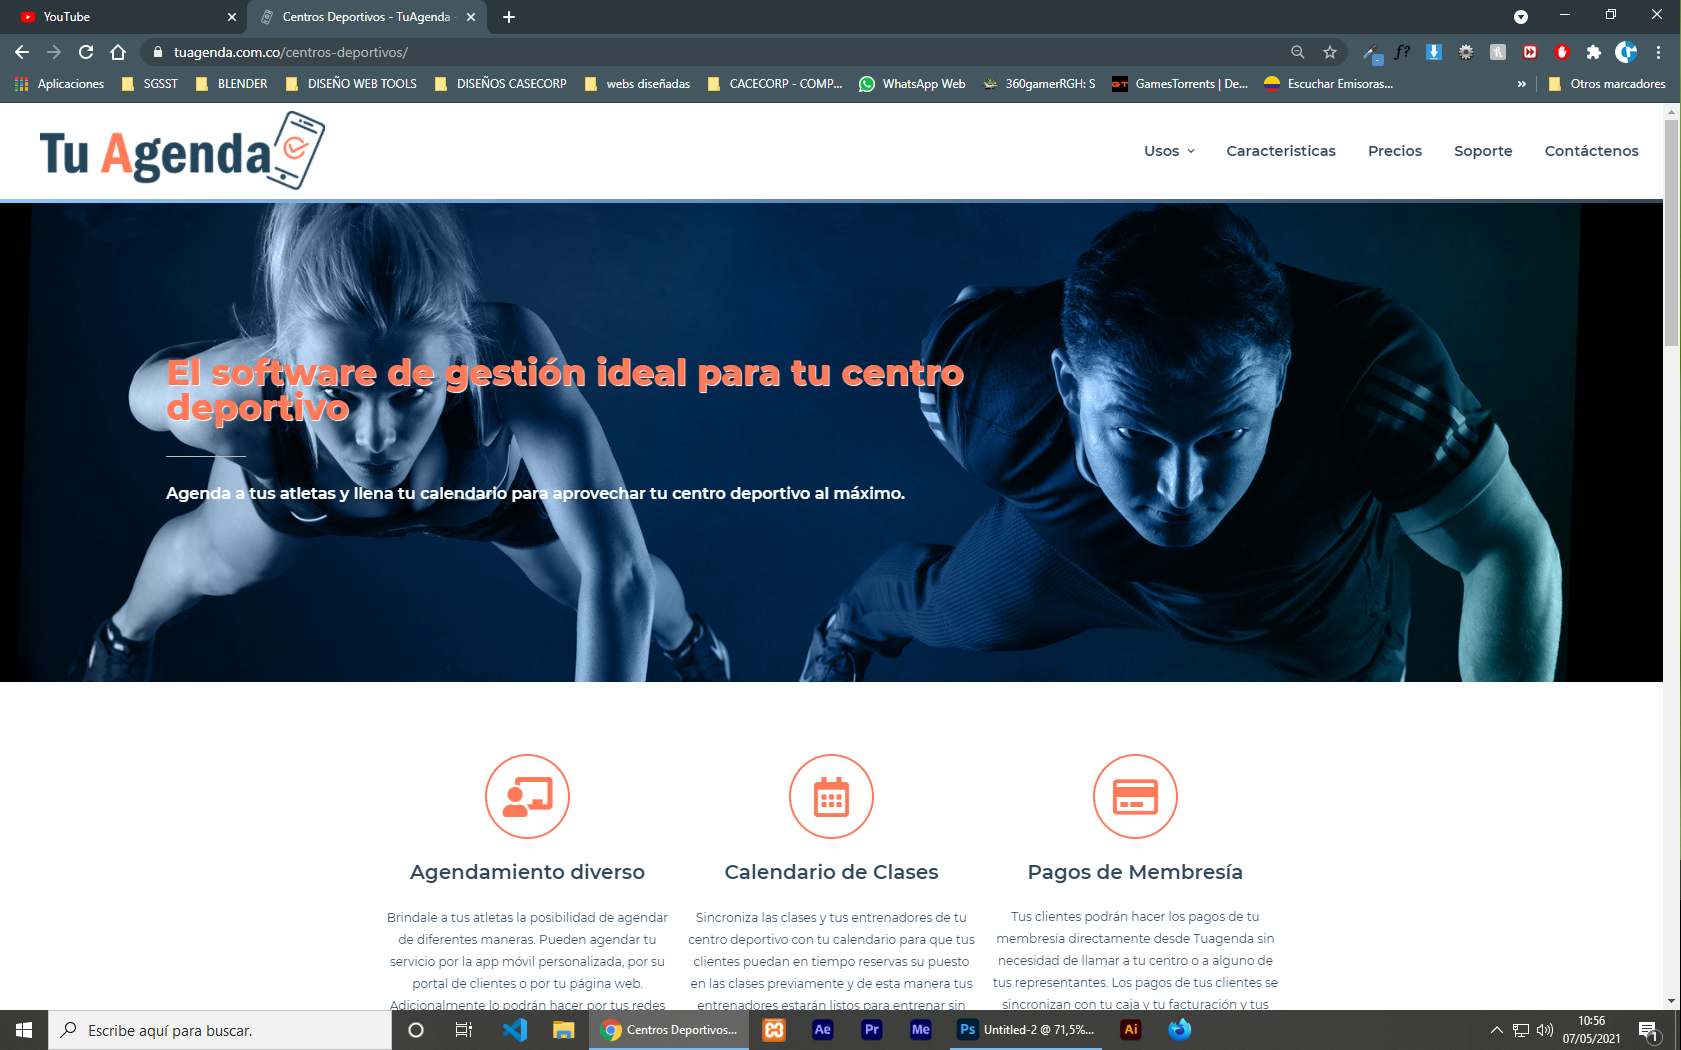 YouTube
Centros Deportivos - TuAgenda -
tuagenda.com.co/centros-deportivos/
f?
Aplicaciones
SGSST
BLENDER
DISEÑO WEB TOOLS
DISEÑOS CASECORP
webs diseñadas
CACECORP - COMP...
WhatsApp Web
360gamerRGH: S
GT
GamesTorrents | De...
Escuchar Emisoras...
»
Otros marcadores
Tu Agenda
Usos
Caracteristicas
Precios
Soporte
Contáctenos
El software de gestión ideal para tu centro
deportivo
Agenda a tus atletas y llena tu calendario para aprovechar tu centro deportivo al máximo.
Agendamiento diverso
Brindale a tus atletas la posibilidad de agendar
de diferentes maneras. Pueden agendar tu
servicio por la app móvil personalizada, por su
portal de clientes o por tu página web.
Adicionalmente lo podrán hacer por tus redes
Calendario de Clases
Sincroniza las clases y tus entrenadores de tu
centro deportivo con tu calendario para que tus
clientes puedan en tiempo reservas su puesto
en las clases previamente y de esta manera tus
entrenadores estarán listos para entrenar sin
Pagos de Membresía
Tus clientes podrán hacer los pagos de tu
membresía directamente desde Tuagenda sin
necesidad de llamar a tu centro o a alguno de
tus representantes. Los pagos de tus clientes se
sincronizan con tu caja y tu facturación y tus
Escribe aquí para buscar.
Centros Deportivos...
Ae
Pr
Me
Ps
Untitled-2 @ 71,5%...
Ai
10:56
07/05/2021
1